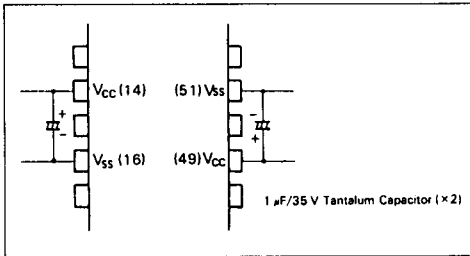 VCC (14) (51) VSS
+ -
- +
VSS (16) (49) VCC
1 μF/35 V Tantalum Capacitor (×2)